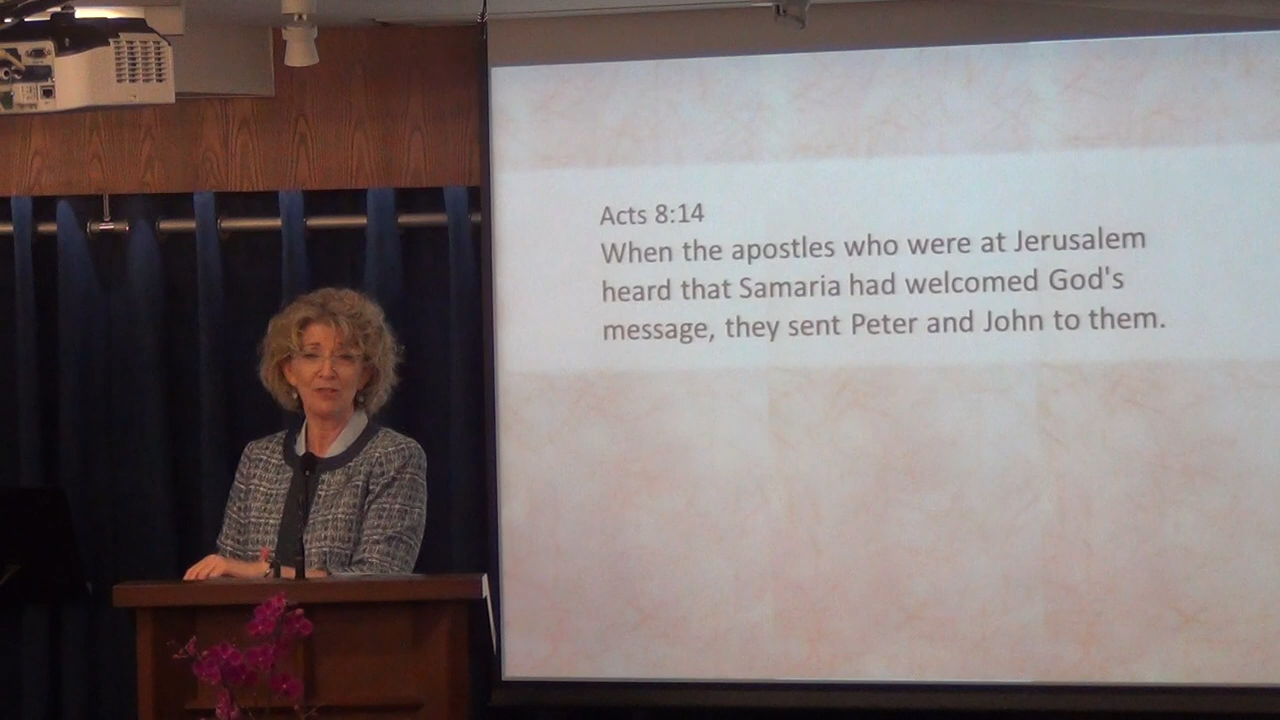 Acts 8:14
When the apostles who were at Jerusalem
heard that Samaria had welcomed God's
message, they sent Peter and John to them.